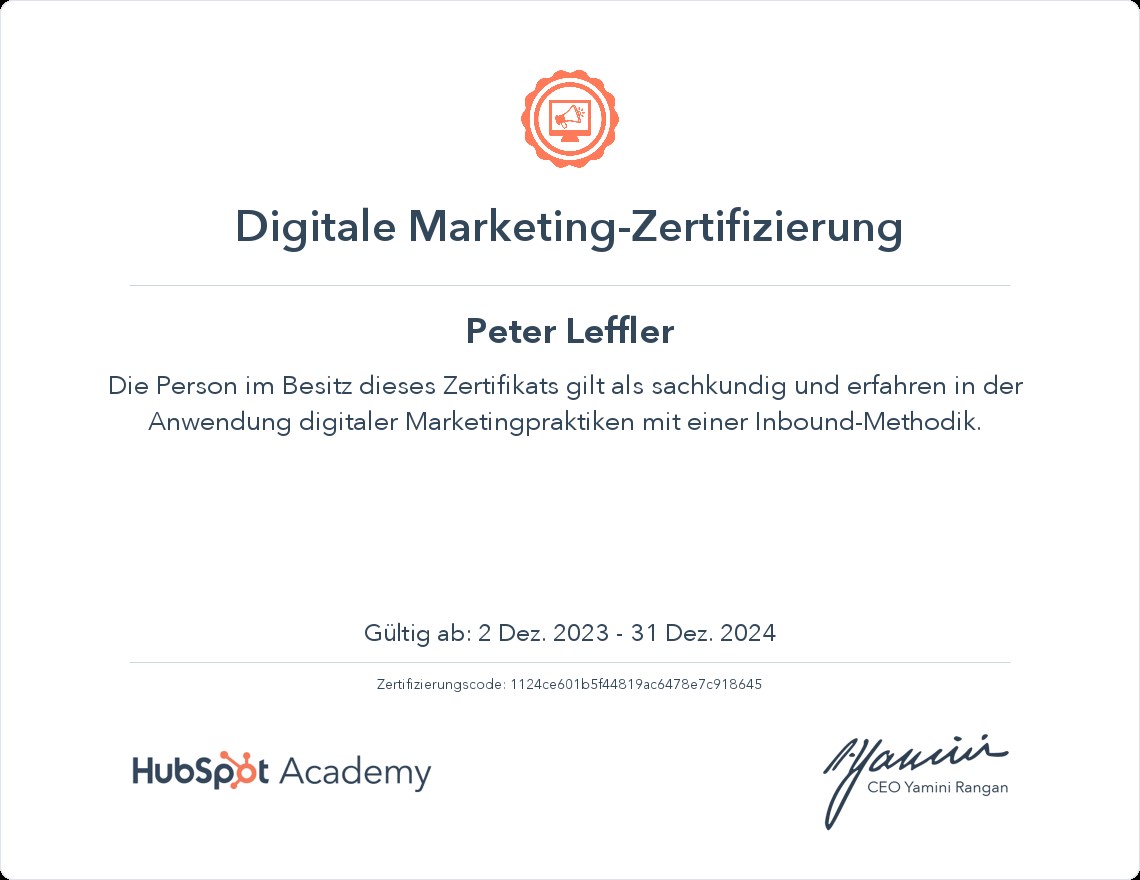 Digitale Marketing-Zertifizierung
Peter Leffler
Die Person im Besitz dieses Zertifikats gilt als sachkundig und erfahren in der
Anwendung digitaler Marketingpraktiken mit einer Inbound-Methodik.
Gültig ab: 2 Dez. 2023 - 31 Dez. 2024
Zertifizierungscode: 1124ce601b5f44819ac6478e7c918645
HubSpot Academy
CEO Yamini Rangan